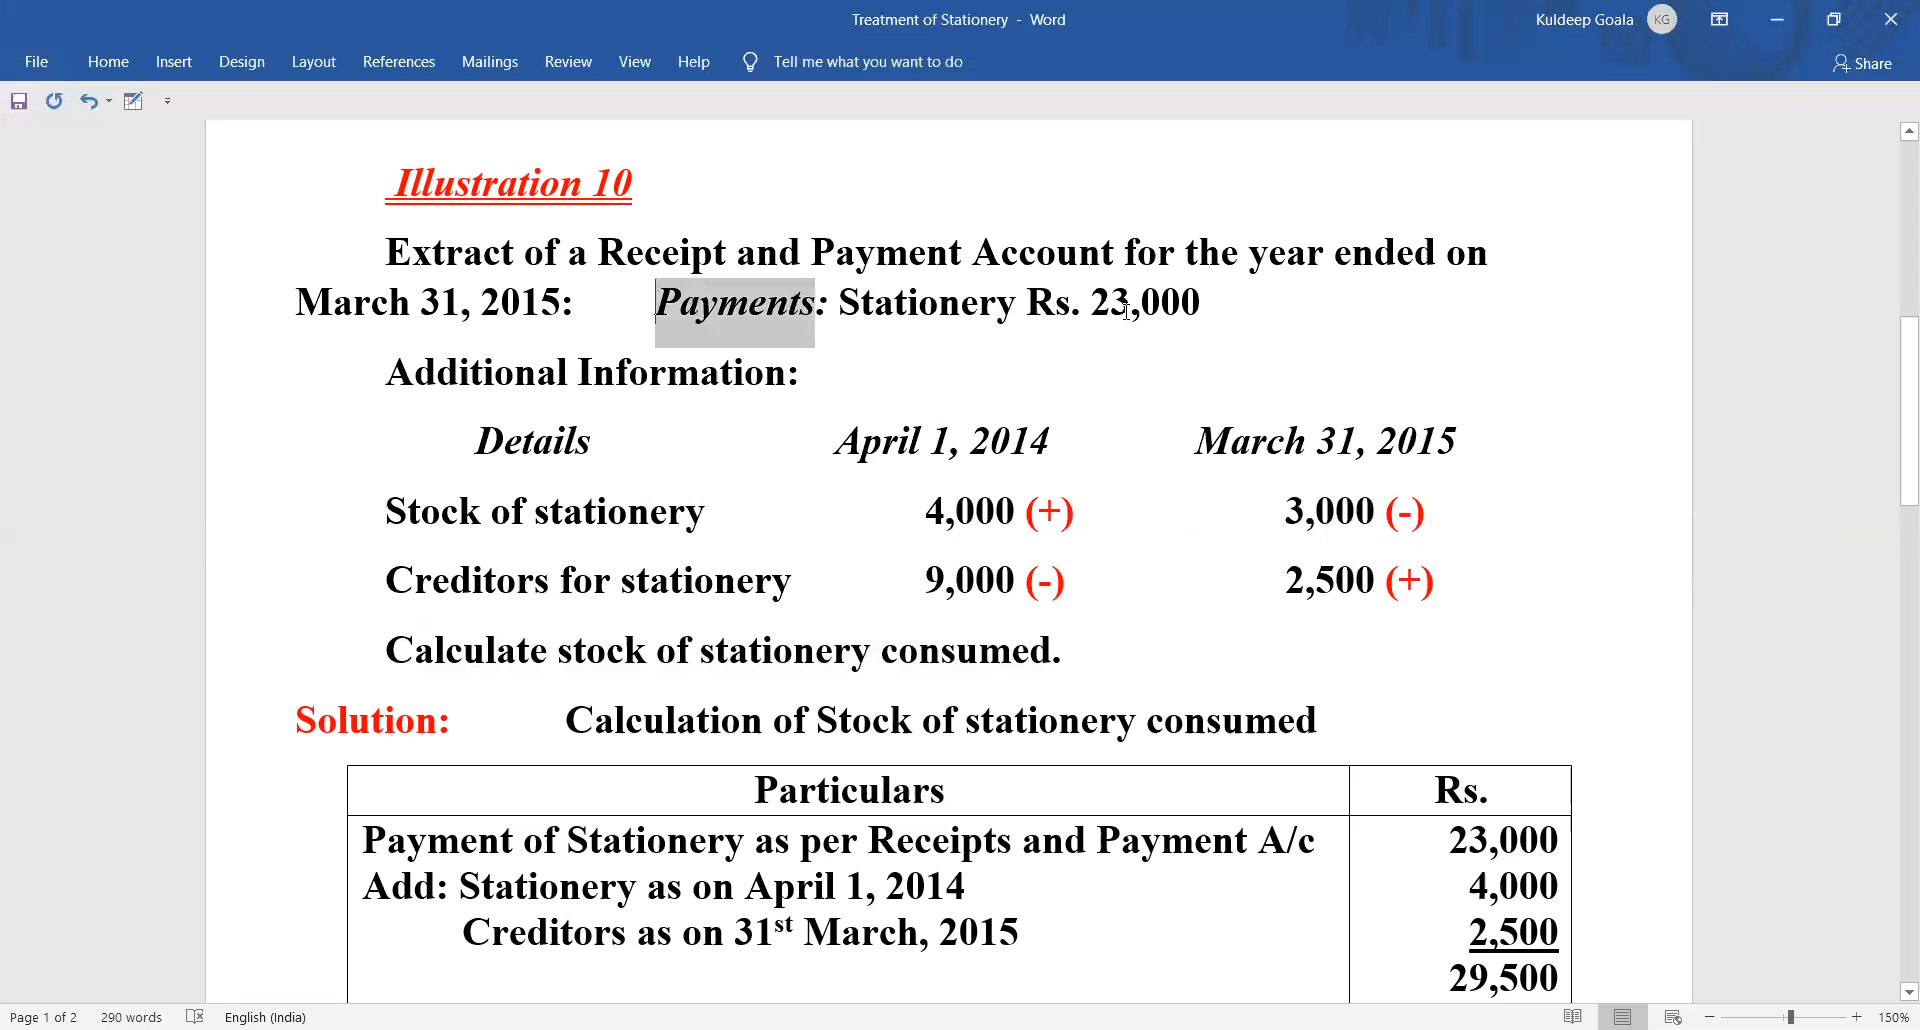 Treatment of Stationery - Word
Kuldeep Goala KG
File Home Insert Design Layout References Mailings Review View Help Tell me what you want to do Share
Illustration 10
Extract of a Receipt and Payment Account for the year ended on
March 31, 2015: Payments: Stationery Rs. 23,000
Additional Information:
Details April 1, 2014 March 31, 2015
Stock of stationery 4,000 (+) 3,000 (-)
Creditors for stationery 9,000 (-) 2,500 (+)
Calculate stock of stationery consumed.
Solution: Calculation of Stock of stationery consumed
Particulars Rs.
Payment of Stationery as per Receipts and Payment A/c 23,000
Add: Stationery as on April 1, 2014 4,000
Creditors as on 31st March, 2015 2,500
29,500
Page 1 of 2 290 words English (India) 150%